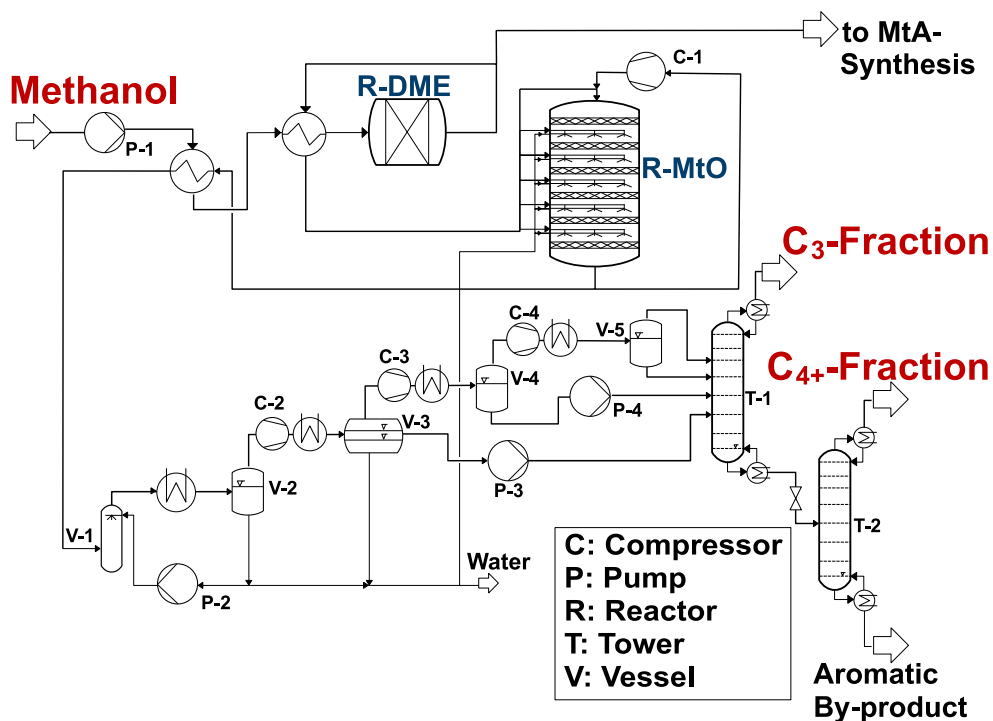 to MtA-
Synthesis
C-1
Methanol
R-DME
P-1
R-MtO
C₃-Fraction
C-4
V-5
C-3
V-4
C₄₊-Fraction
T-1
P-4
C-2
V-3
V-2
P-3
V-1
T-2
Water
P-2
C: Compressor
P: Pump
R: Reactor
T: Tower
V: Vessel
Aromatic
By-product